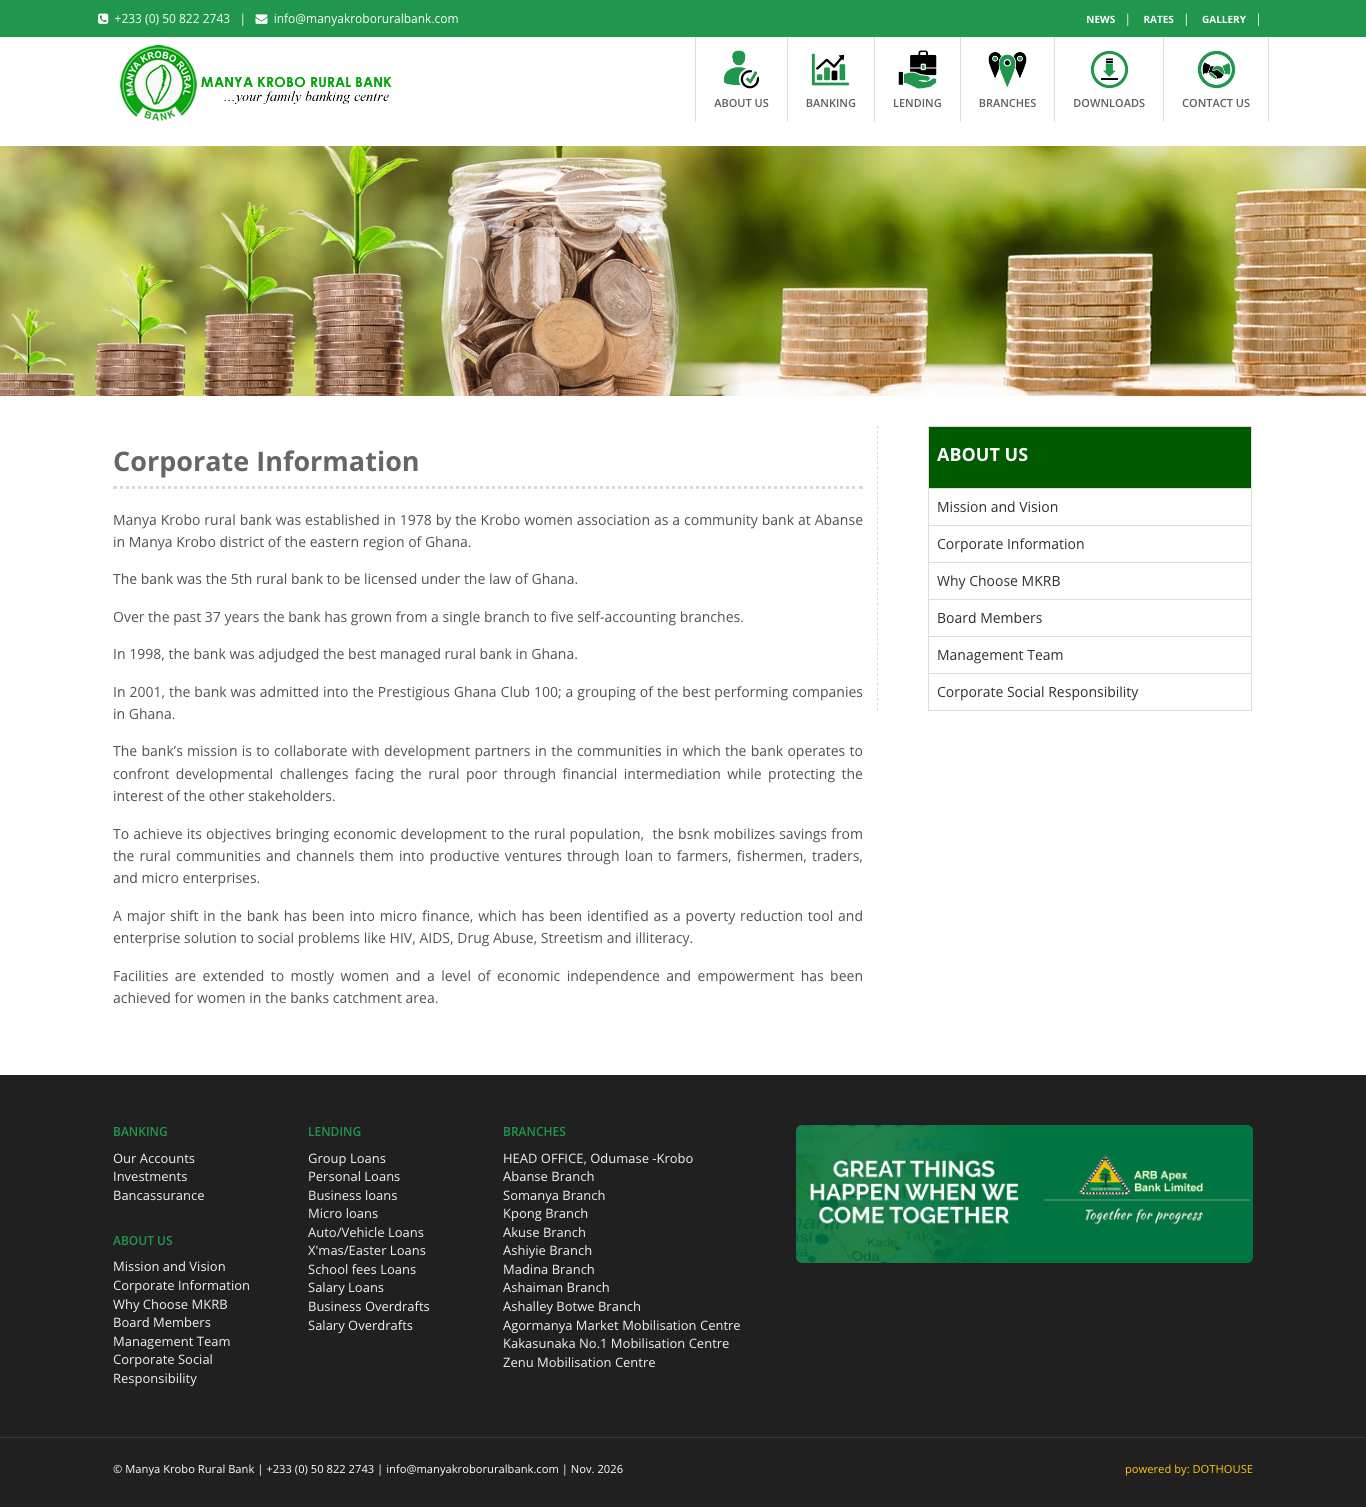 +233 (0) 50 822 2743 | info@manyakroboruralbank.com
NEWS | RATES | GALLERY |
MANYA KROBO RURAL
BANK
MANYA KROBO RURAL BANK
...your family banking centre
ABOUT US
BANKING
LENDING
BRANCHES
DOWNLOADS
CONTACT US
Corporate Information
Manya Krobo rural bank was established in 1978 by the Krobo women association as a community bank at Abanse
in Manya Krobo district of the eastern region of Ghana.
The bank was the 5th rural bank to be licensed under the law of Ghana.
Over the past 37 years the bank has grown from a single branch to five self-accounting branches.
In 1998, the bank was adjudged the best managed rural bank in Ghana.
In 2001, the bank was admitted into the Prestigious Ghana Club 100; a grouping of the best performing companies
in Ghana.
The bank’s mission is to collaborate with development partners in the communities in which the bank operates to
confront developmental challenges facing the rural poor through financial intermediation while protecting the
interest of the other stakeholders.
To achieve its objectives bringing economic development to the rural population,  the bsnk mobilizes savings from
the rural communities and channels them into productive ventures through loan to farmers, fishermen, traders,
and micro enterprises.
A major shift in the bank has been into micro finance, which has been identified as a poverty reduction tool and
enterprise solution to social problems like HIV, AIDS, Drug Abuse, Streetism and illiteracy.
Facilities are extended to mostly women and a level of economic independence and empowerment has been
achieved for women in the banks catchment area.
ABOUT US
Mission and Vision
Corporate Information
Why Choose MKRB
Board Members
Management Team
Corporate Social Responsibility
BANKING
Our Accounts
Investments
Bancassurance
ABOUT US
Mission and Vision
Corporate Information
Why Choose MKRB
Board Members
Management Team
Corporate Social
Responsibility
LENDING
Group Loans
Personal Loans
Business loans
Micro loans
Auto/Vehicle Loans
X'mas/Easter Loans
School fees Loans
Salary Loans
Business Overdrafts
Salary Overdrafts
BRANCHES
HEAD OFFICE, Odumase -Krobo
Abanse Branch
Somanya Branch
Kpong Branch
Akuse Branch
Ashiyie Branch
Madina Branch
Ashaiman Branch
Ashalley Botwe Branch
Agormanya Market Mobilisation Centre
Kakasunaka No.1 Mobilisation Centre
Zenu Mobilisation Centre
LAKE
GREAT THINGS
HAPPEN WHEN WE
COME TOGETHER
Kade
Oda
ARB Apex
Bank Limited
Together for progress
© Manya Krobo Rural Bank | +233 (0) 50 822 2743 | info@manyakroboruralbank.com | Nov. 2026
powered by: DOTHOUSE